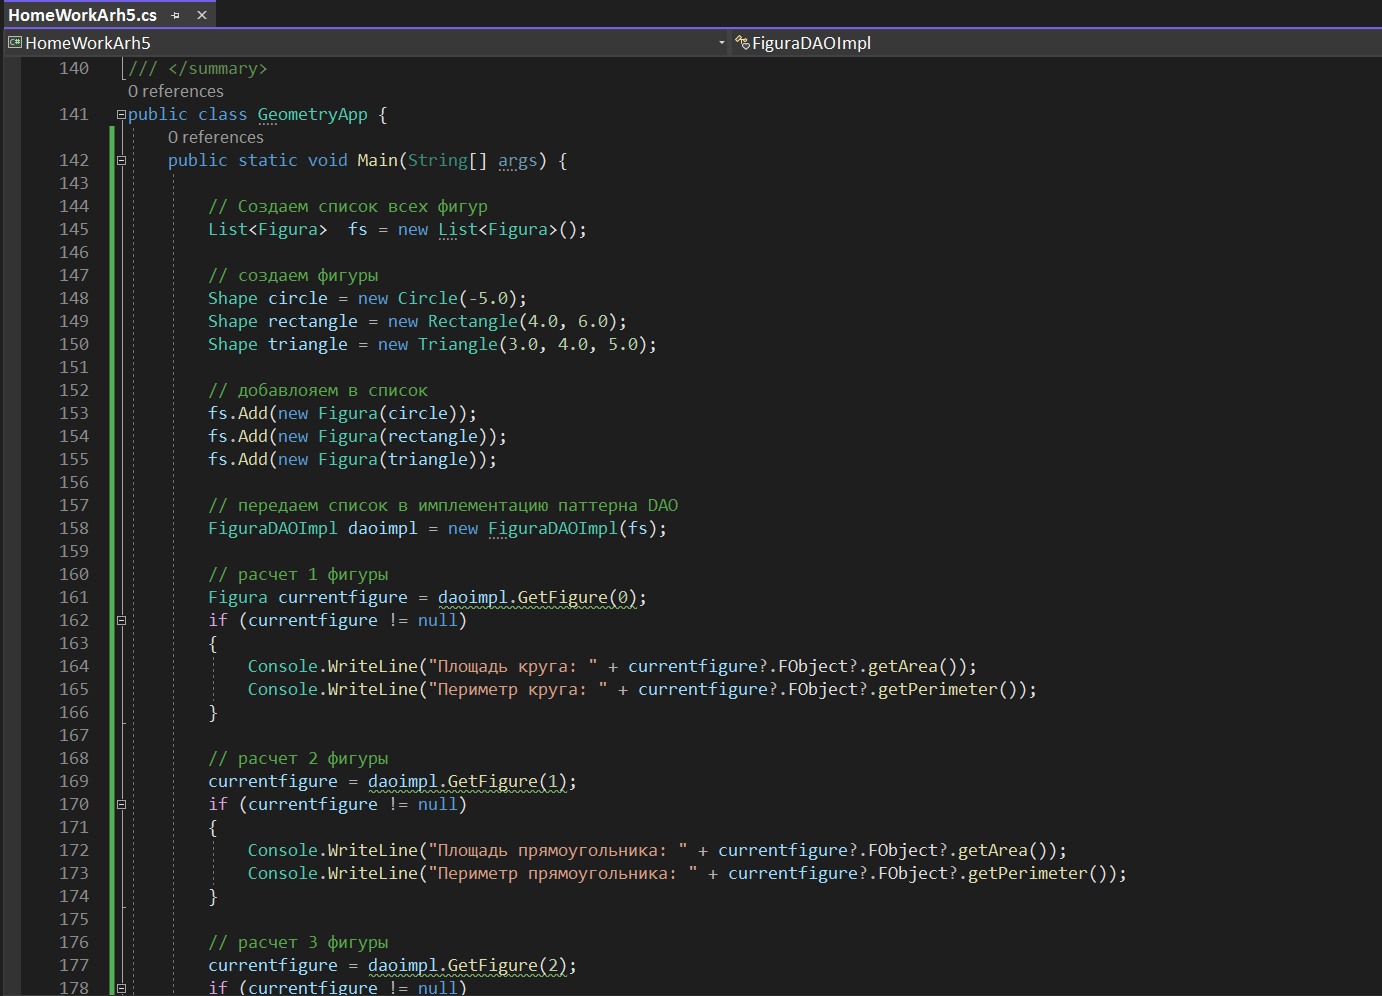 HomeWorkArh5.cs
HomeWorkArh5 FiguraDAOImpl
140 /// </summary>
0 references
141 public class GeometryApp {
0 references
142 public static void Main(String[] args) {
143
144 // Создаем список всех фигур
145 List<Figura>  fs = new List<Figura>();
146
147 // создаем фигуры
148 Shape circle = new Circle(-5.0);
149 Shape rectangle = new Rectangle(4.0, 6.0);
150 Shape triangle = new Triangle(3.0, 4.0, 5.0);
151
152 // добавлояем в список
153 fs.Add(new Figura(circle));
154 fs.Add(new Figura(rectangle));
155 fs.Add(new Figura(triangle));
156
157 // передаем список в имплементацию паттерна DAO
158 FiguraDAOImpl daoimpl = new FiguraDAOImpl(fs);
159
160 // расчет 1 фигуры
161 Figura currentfigure = daoimpl.GetFigure(0);
162 if (currentfigure != null)
163 {
164 Console.WriteLine("Площадь круга: " + currentfigure?.FObject?.getArea());
165 Console.WriteLine("Периметр круга: " + currentfigure?.FObject?.getPerimeter());
166 }
167
168 // расчет 2 фигуры
169 currentfigure = daoimpl.GetFigure(1);
170 if (currentfigure != null)
171 {
172 Console.WriteLine("Площадь прямоугольника: " + currentfigure?.FObject?.getArea());
173 Console.WriteLine("Периметр прямоугольника: " + currentfigure?.FObject?.getPerimeter());
174 }
175
176 // расчет 3 фигуры
177 currentfigure = daoimpl.GetFigure(2);
178 if (currentfigure != null)